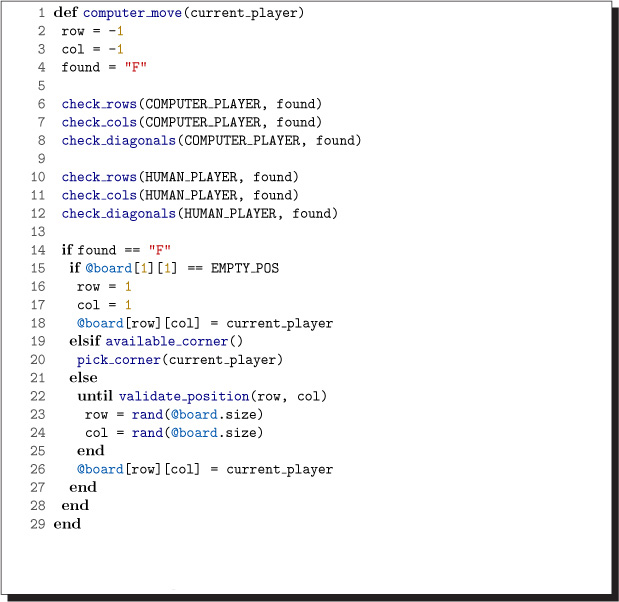 1 def computer_move(current_player)
2 row = -1
3 col = -1
4 found = "F"
5
6 check_rows(COMPUTER_PLAYER, found)
7 check_cols(COMPUTER_PLAYER, found)
8 check_diagonals(COMPUTER_PLAYER, found)
9
10 check_rows(HUMAN_PLAYER, found)
11 check_cols(HUMAN_PLAYER, found)
12 check_diagonals(HUMAN_PLAYER, found)
13
14 if found == "F"
15 if @board[1][1] == EMPTY_POS
16 row = 1
17 col = 1
18 @board[row][col] = current_player
19 elsif available_corner()
20 pick_corner(current_player)
21 else
22 until validate_position(row, col)
23 row = rand(@board.size)
24 col = rand(@board.size)
25 end
26 @board[row][col] = current_player
27 end
28 end
29 end